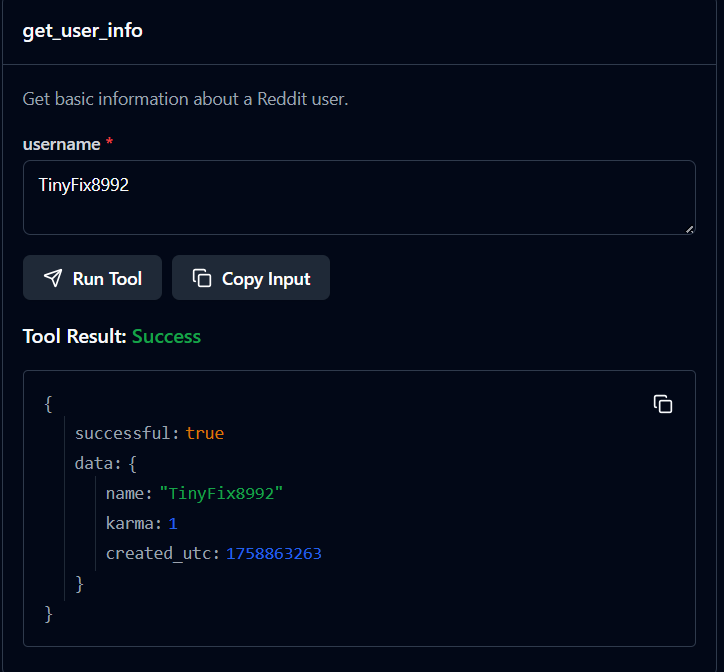 get_user_info
Get basic information about a Reddit user.
username *
TinyFix8992
Run Tool
Copy Input
Tool Result: Success
{
successful: true
data: {
name: "TinyFix8992"
karma: 1
created_utc: 1758863263
}
}